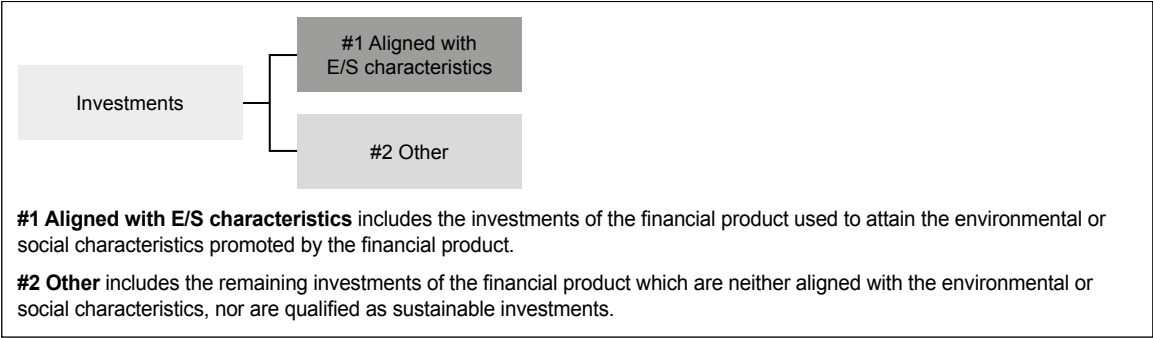 #1 Aligned with
E/S characteristics
Investments
#2 Other
#1 Aligned with E/S characteristics includes the investments of the financial product used to attain the environmental or
social characteristics promoted by the financial product.
#2 Other includes the remaining investments of the financial product which are neither aligned with the environmental or
social characteristics, nor are qualified as sustainable investments.